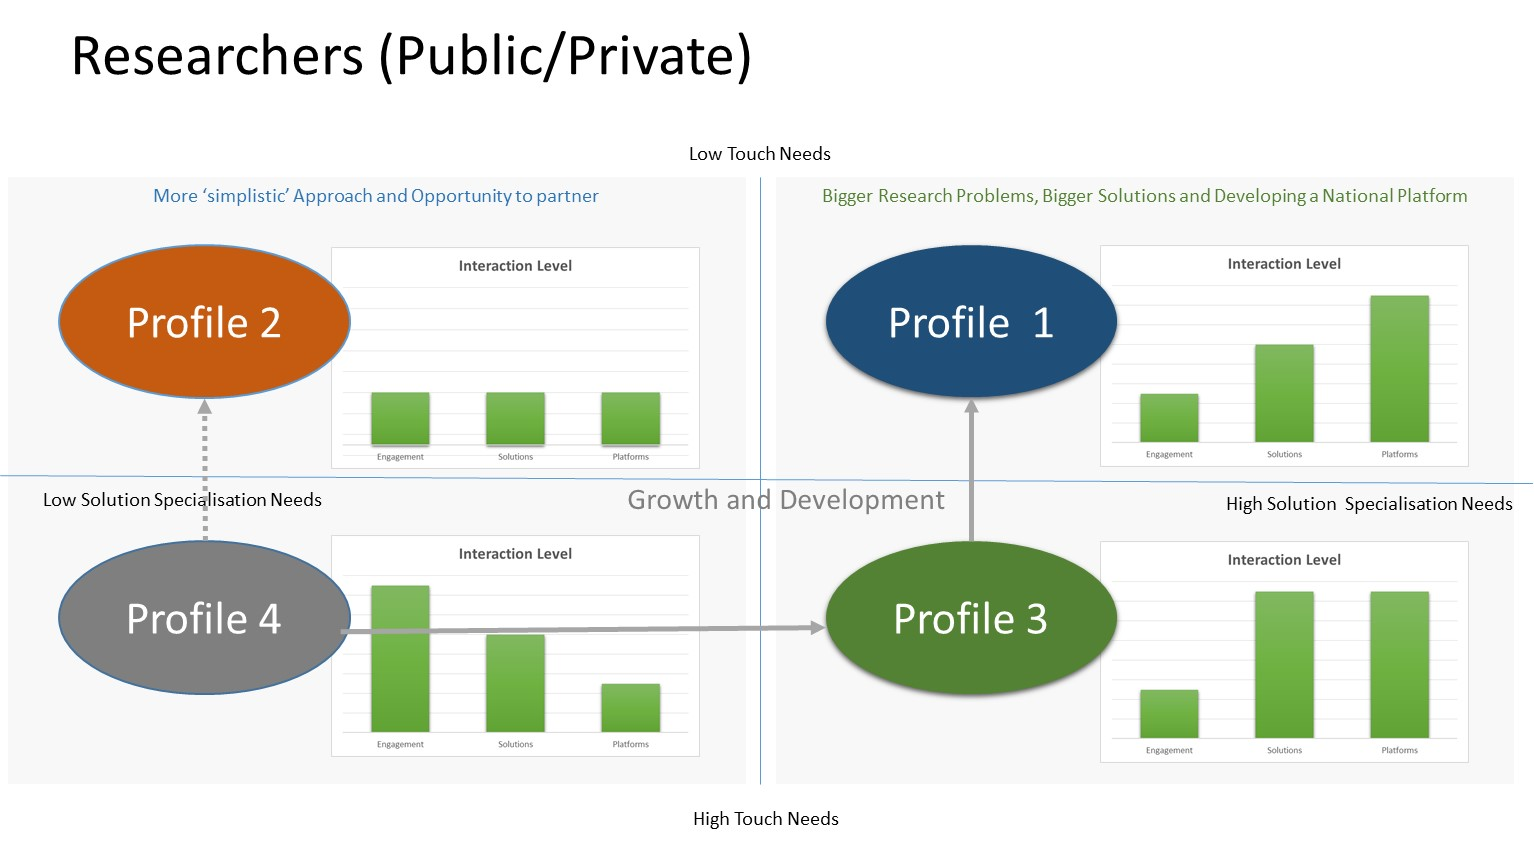 Researchers (Public/Private)
Low Touch Needs
More ‘simplistic’ Approach and Opportunity to partner
Bigger Research Problems, Bigger Solutions and Developing a National Platform
Profile 2
Interaction Level
Engagement Solutions Platforms
Profile  1
Interaction Level
Engagement Solutions Platforms
Low Solution Specialisation Needs
Growth and Development
High Solution  Specialisation Needs
Profile 4
Interaction Level
Engagement Solutions Platforms
Profile 3
Interaction Level
Engagement Solutions Platforms
High Touch Needs